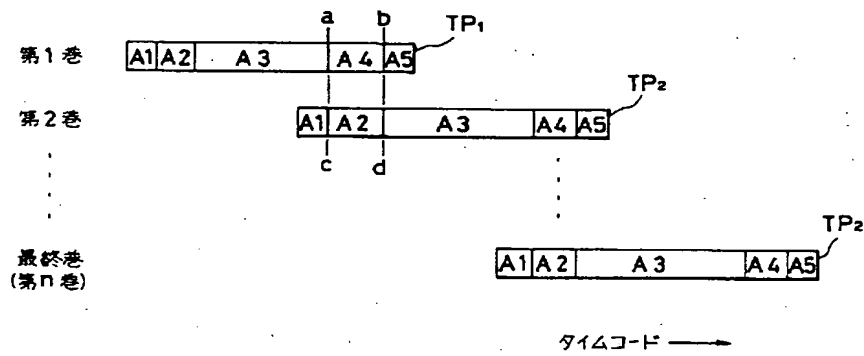 a b TP₁
第1巻 A1 A2 A3 A4 A5
TP₂
第2巻 A1 A2 A3 A4 A5
c d
TP₂
最終巻 A1 A2 A3 A4 A5
(第n巻)
タイムコード